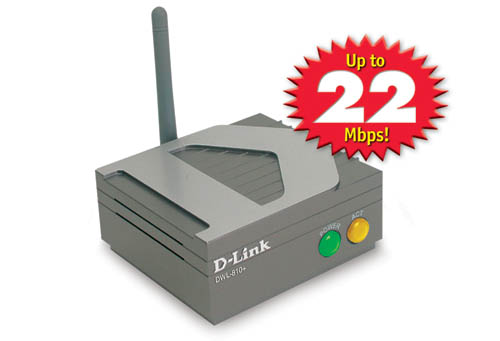 Up to
22
Mbps!
D-Link
DWL-810+
POWER
ACT